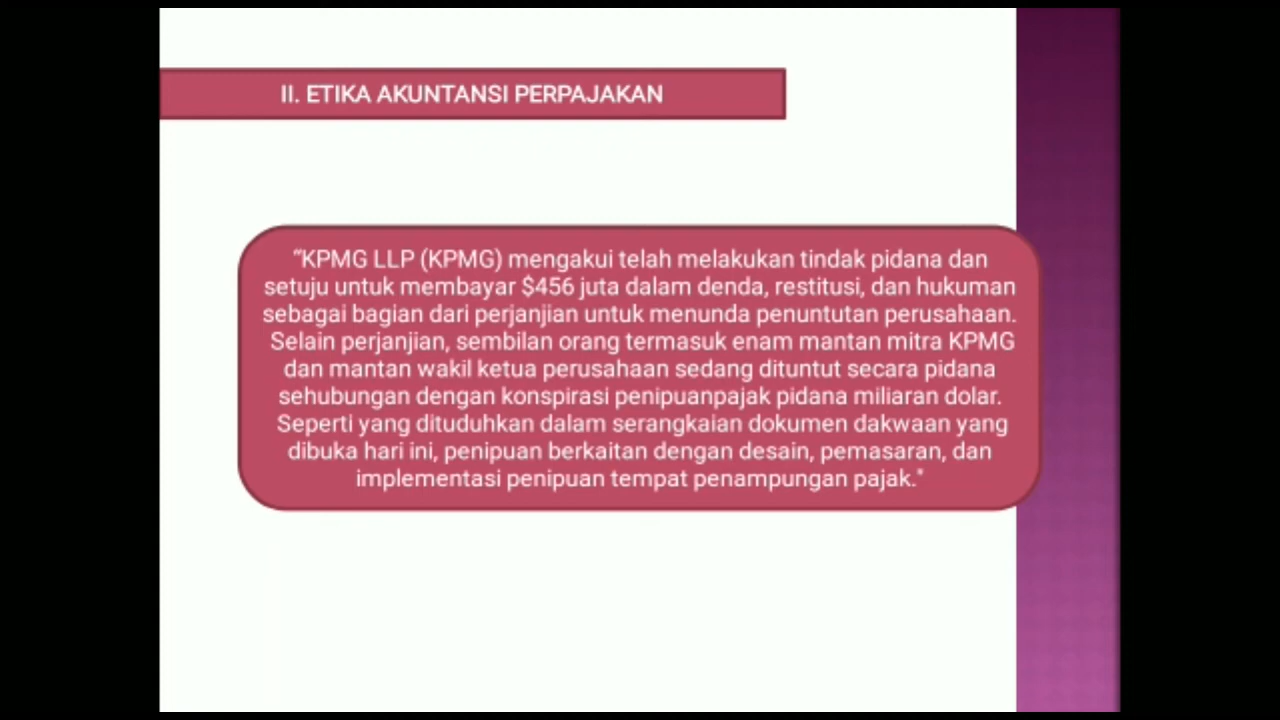 II. ETIKA AKUNTANSI PERPAJAKAN
“KPMG LLP (KPMG) mengakui telah melakukan tindak pidana dan
setuju untuk membayar $456 juta dalam denda, restitusi, dan hukuman
sebagai bagian dari perjanjian untuk menunda penuntutan perusahaan.
Selain perjanjian, sembilan orang termasuk enam mantan mitra KPMG
dan mantan wakil ketua perusahaan sedang dituntut secara pidana
sehubungan dengan konspirasi penipuanpajak pidana miliaran dolar.
Seperti yang dituduhkan dalam serangkaian dokumen dakwaan yang
dibuka hari ini, penipuan berkaitan dengan desain, pemasaran, dan
implementasi penipuan tempat penampungan pajak."